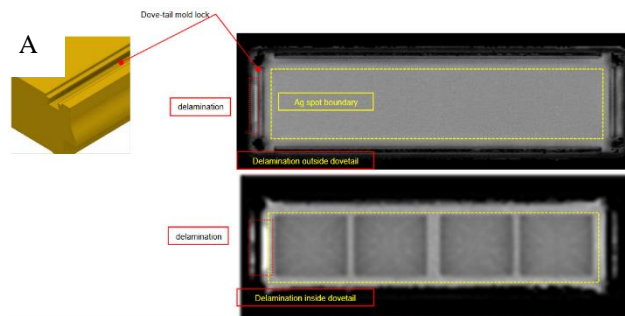 Dove-tail mold lock
A
delamination
Ag spot boundary
Delamination outside dovetail
delamination
Delamination inside dovetail